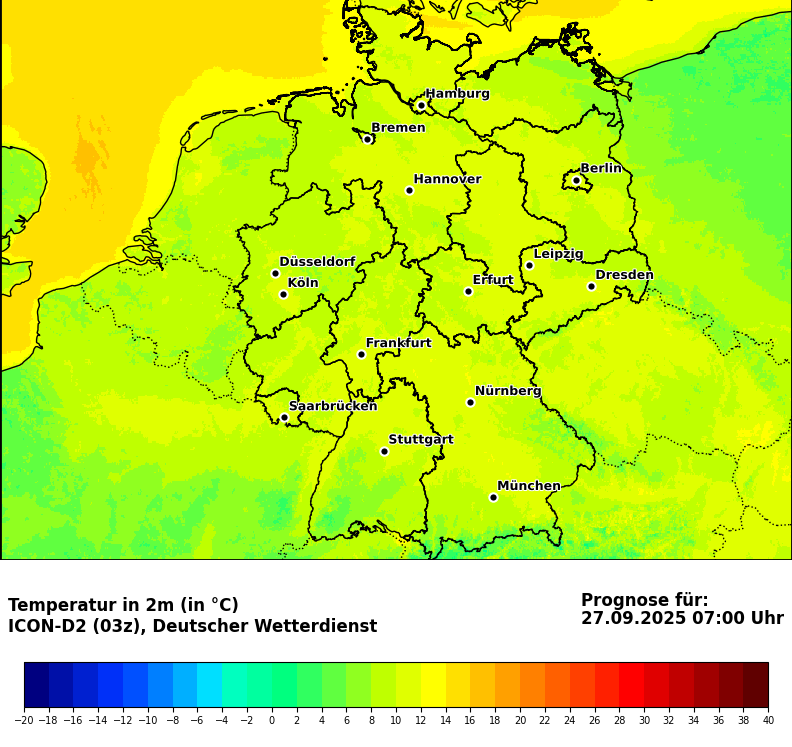 Hamburg
Bremen
Berlin
Hannover
Leipzig
Düsseldorf
Dresden
Köln
Erfurt
Frankfurt
Nürnberg
Saarbrücken
Stuttgart
München
Temperatur in 2m (in °C)
ICON-D2 (03z), Deutscher Wetterdienst
Prognose für:
27.09.2025 07:00 Uhr
−20 −18 −16 −14 −12 −10 −8 −6 −4 −2 0 2 4 6 8 10 12 14 16 18 20 22 24 26 28 30 32 34 36 38 40